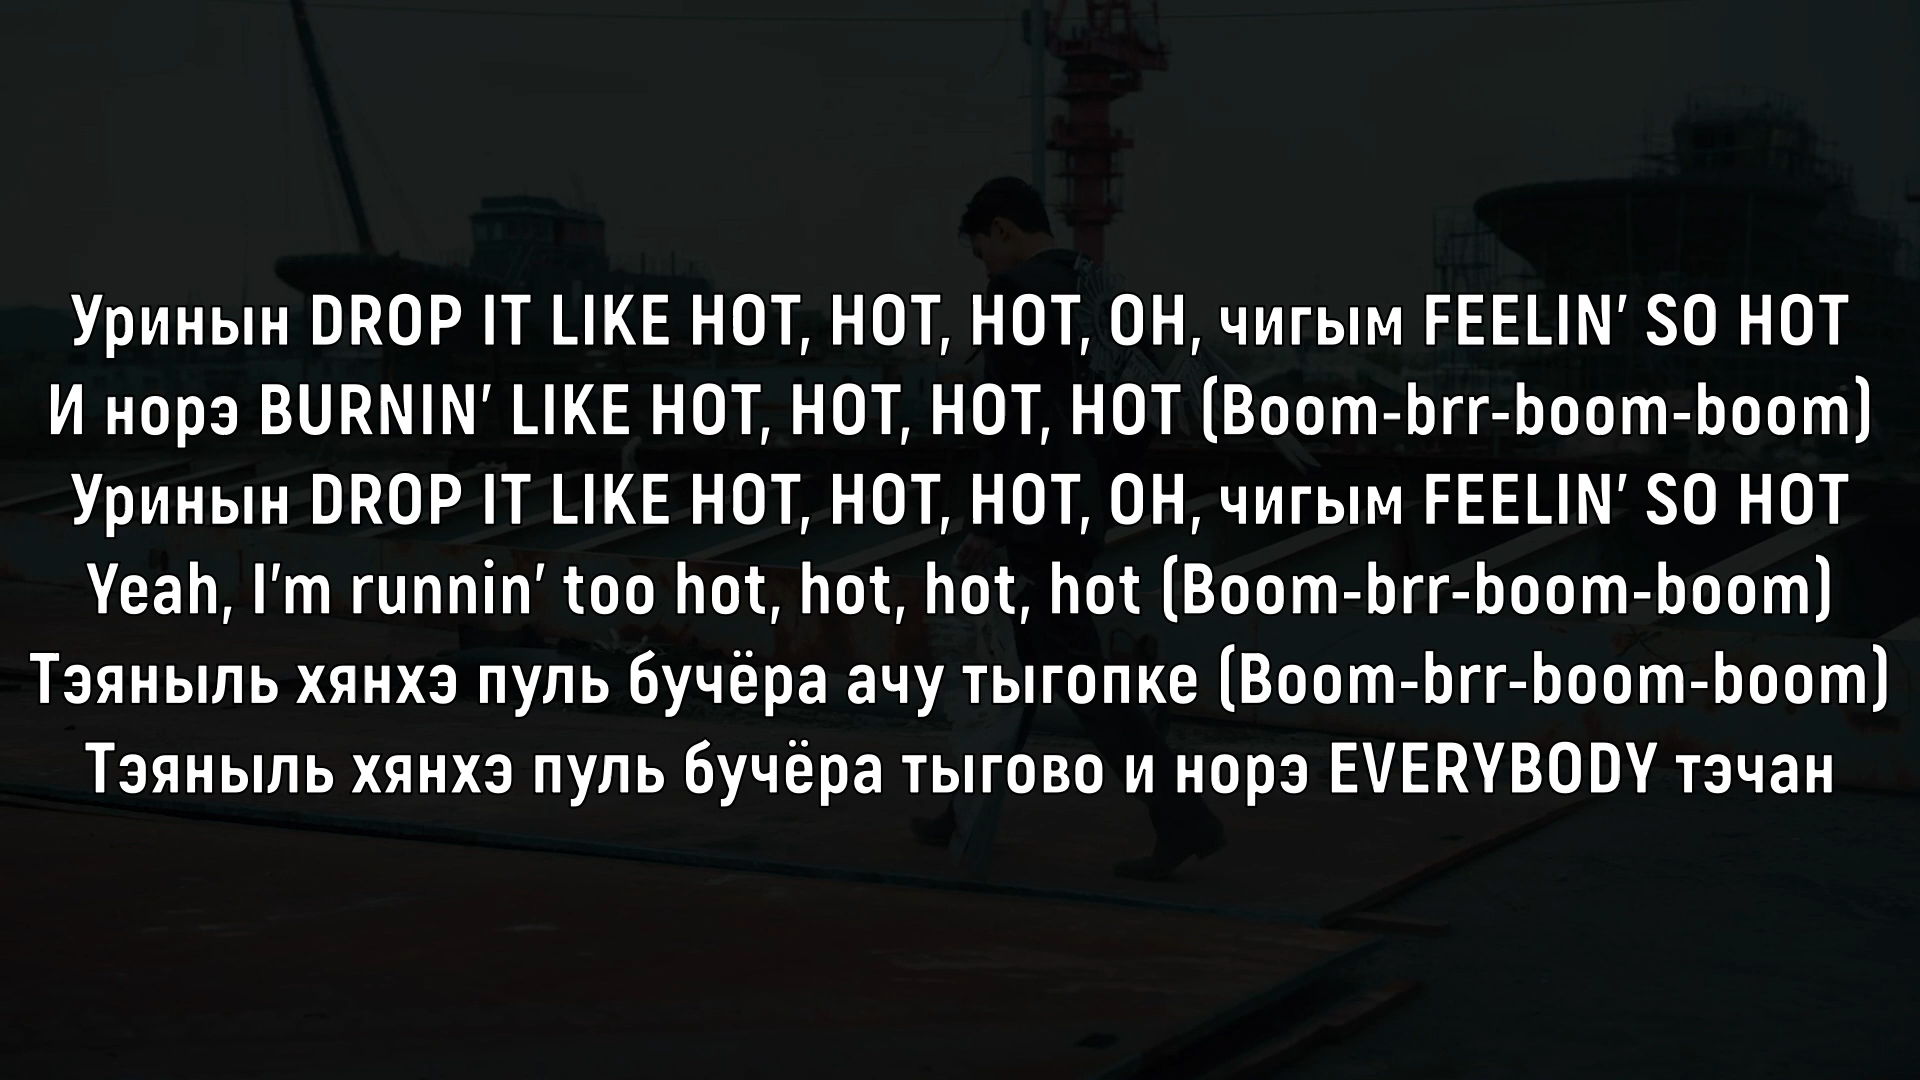 Уринын DROP IT LIKE HOT, HOT, HOT, OH, чигым FEELIN’ SO HOT
И норэ BURNIN’ LIKE HOT, HOT, HOT, HOT (Boom-brr-boom-boom)
Уринын DROP IT LIKE HOT, HOT, HOT, OH, чигым FEELIN’ SO HOT
Yeah, I’m runnin’ too hot, hot, hot, hot (Boom-brr-boom-boom)
Тэяныль хянхэ пуль бучёра ачу тыгопке (Boom-brr-boom-boom)
Тэяныль хянхэ пуль бучёра тыгово и норэ EVERYBODY тэчан